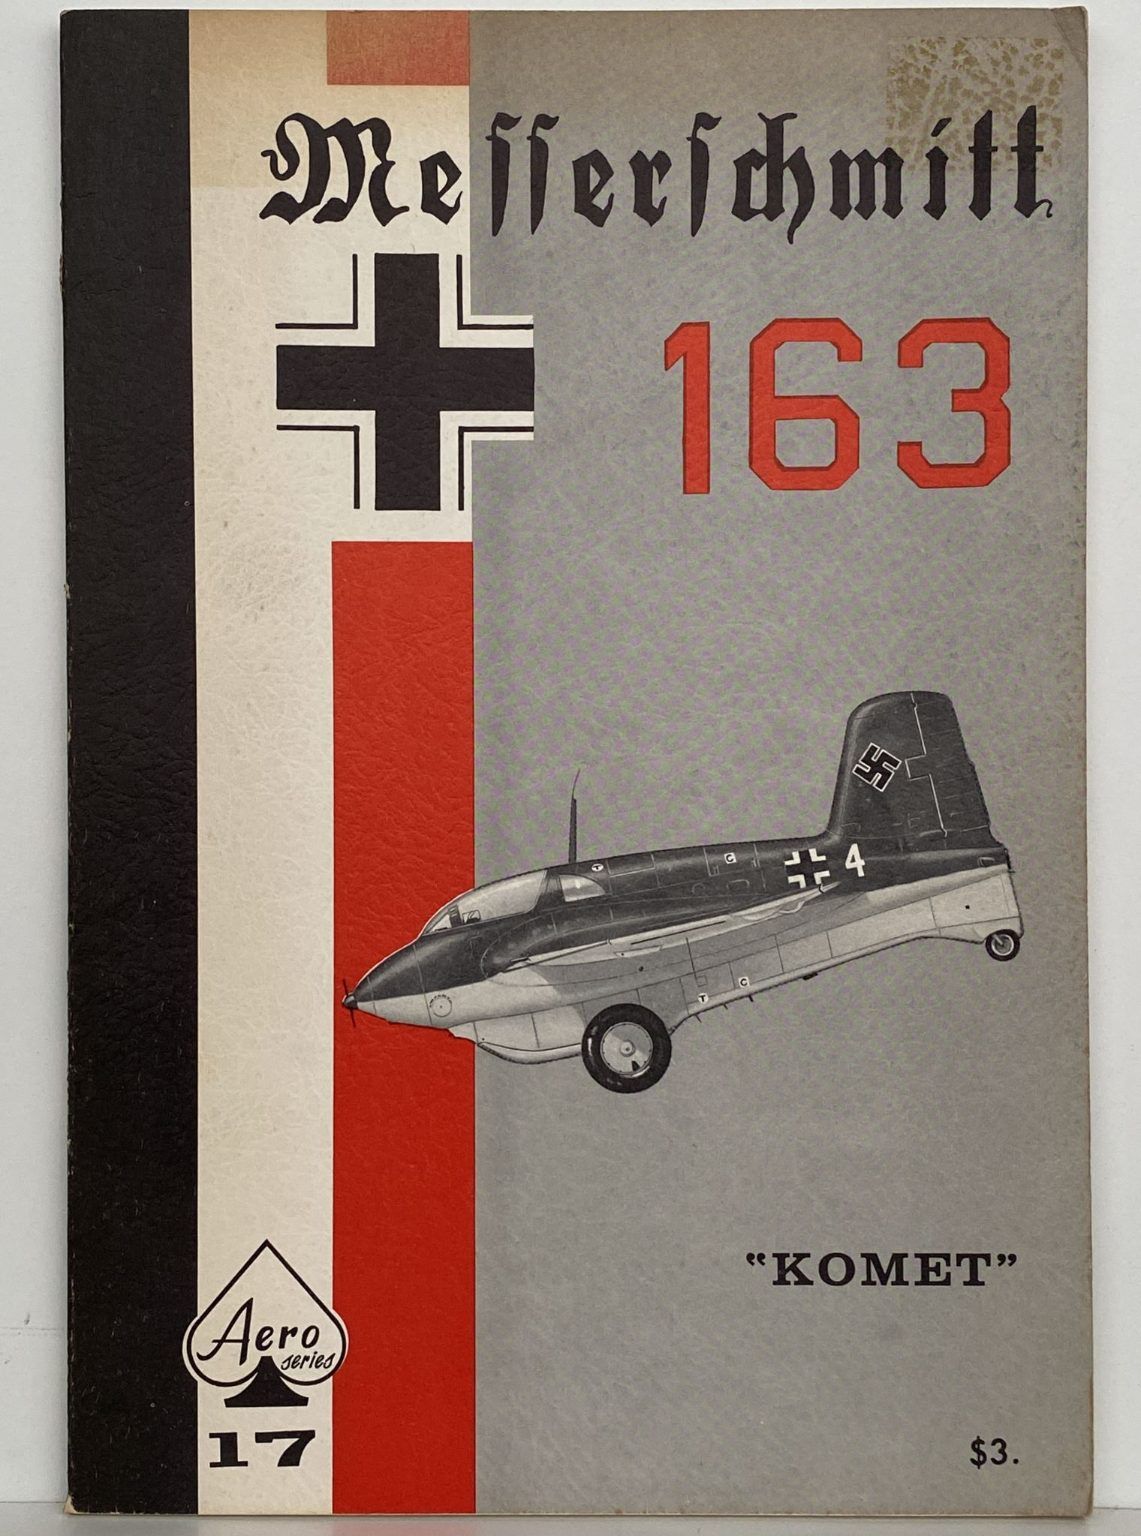 Messerschmitt
163
4
"KOMET"
Aero
series
17
$3.